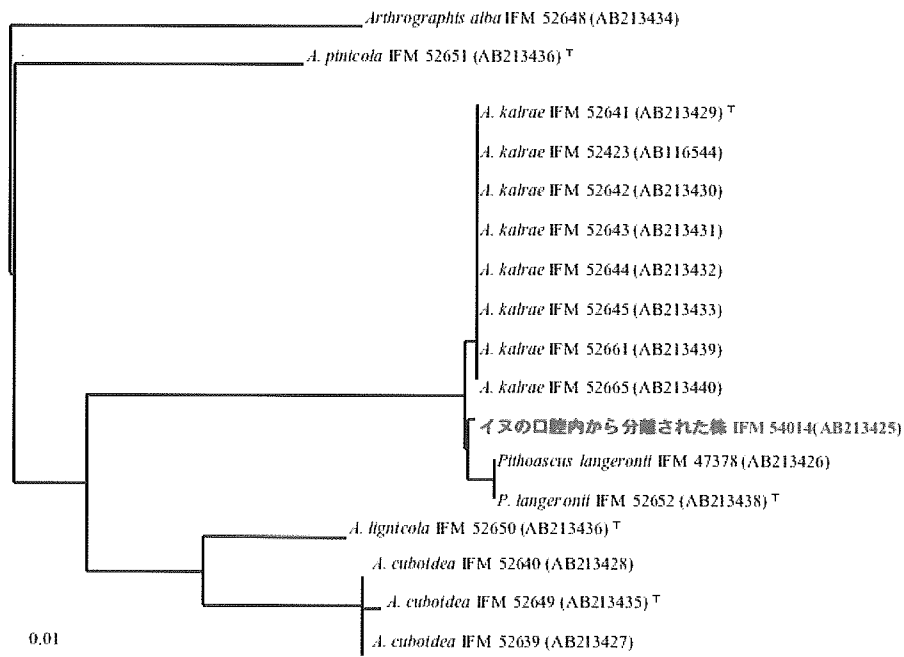 Arthrographis alba IFM 52648 (AB213434)
A. pinicola IFM 52651 (AB213436) T
A. kalrae IFM 52641 (AB213429) T
A. kalrae IFM 52423 (AB116544)
A. kalrae IFM 52642 (AB213430)
A. kalrae IFM 52643 (AB213431)
A. kalrae IFM 52644 (AB213432)
A. kalrae IFM 52645 (AB213433)
A. kalrae IFM 52661 (AB213439)
A. kalrae IFM 52665 (AB213440)
イヌの口腔内から分離された株 IFM 54014(AB213425)
Pithoascus langeronii IFM 47378 (AB213426)
P. langeronii IFM 52652 (AB213438) T
A. lignicola IFM 52650 (AB213436) T
A. cuboidea IFM 52640 (AB213428)
A. cuboidea IFM 52649 (AB213435) T
A. cuboidea IFM 52639 (AB213427)
0.01